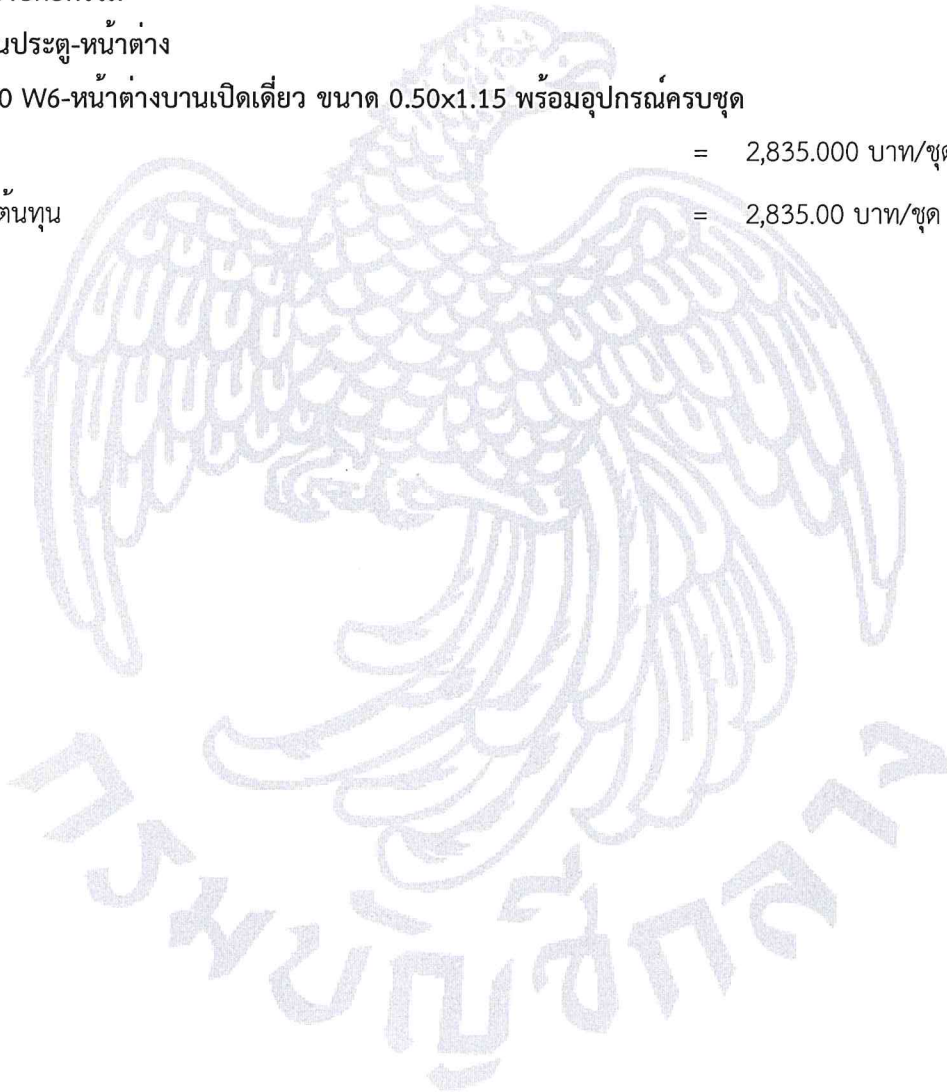 นประตู-หน้าต่าง
0 W6-หน้าต่างบานเปิดเดี่ยว ขนาด 0.50x1.15 พร้อมอุปกรณ์ครบชุด
= 2,835.000 บาท/ชุด
ต้นทุน = 2,835.00 บาท/ชุด
กรมบัญชีกลาง